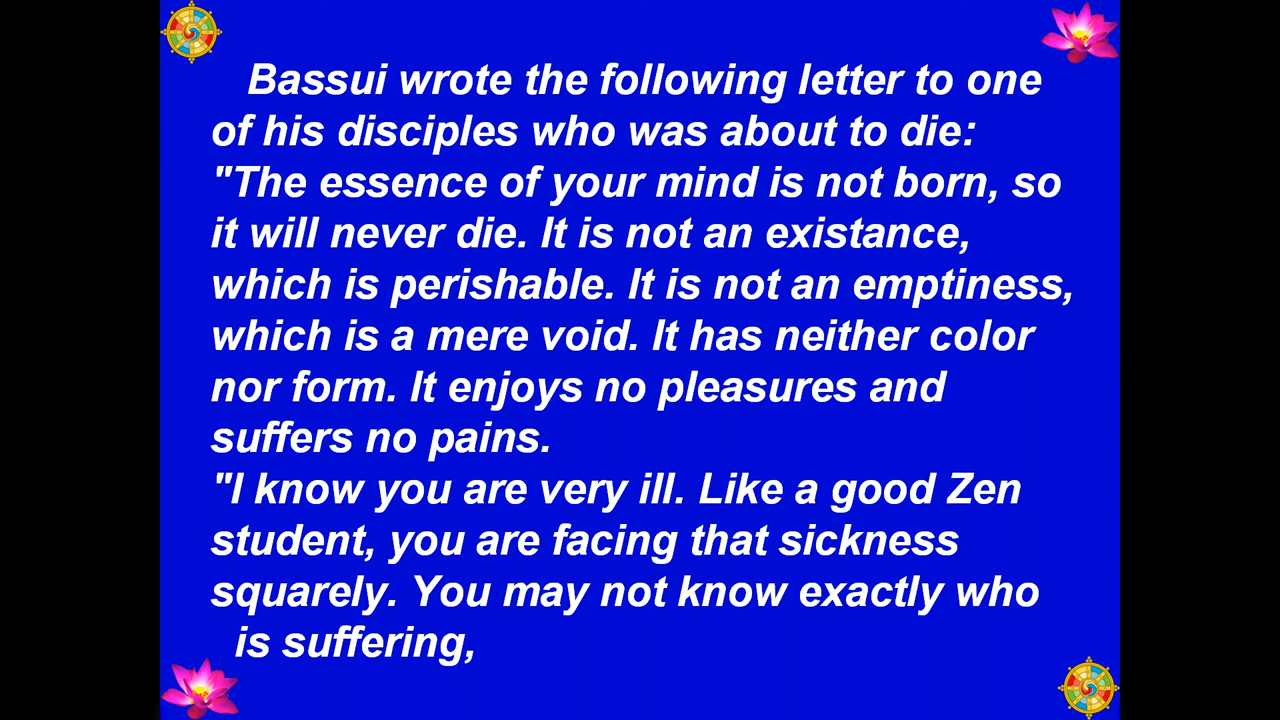 Bassui wrote the following letter to one
of his disciples who was about to die:
"The essence of your mind is not born, so
it will never die. It is not an existance,
which is perishable. It is not an emptiness,
which is a mere void. It has neither color
nor form. It enjoys no pleasures and
suffers no pains.
"I know you are very ill. Like a good Zen
student, you are facing that sickness
squarely. You may not know exactly who
is suffering,